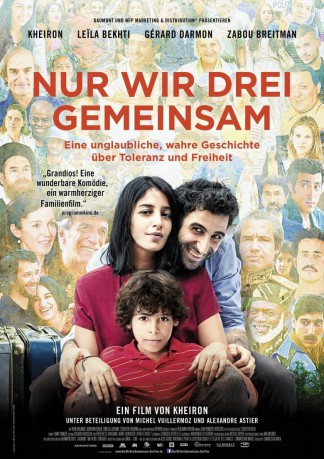 GAUMONT UND NFP MARKETING & DISTRIBUTION* PRÄSENTIEREN
KHEIRON LEÏLA BEKHTI GÉRARD DARMON ZABOU BREITMAN
NUR WIR DREI
GEMEINSAM
Eine unglaubliche, wahre Geschichte
über Toleranz und Freiheit
„Grandios! Eine
wunderbare Komödie,
ein warmherziger
Familienfilm.“
programmkino.de
EIN FILM VON KHEIRON
UNTER BETEILIGUNG VON MICHEL VUILLERMOZ UND ALEXANDRE ASTIER